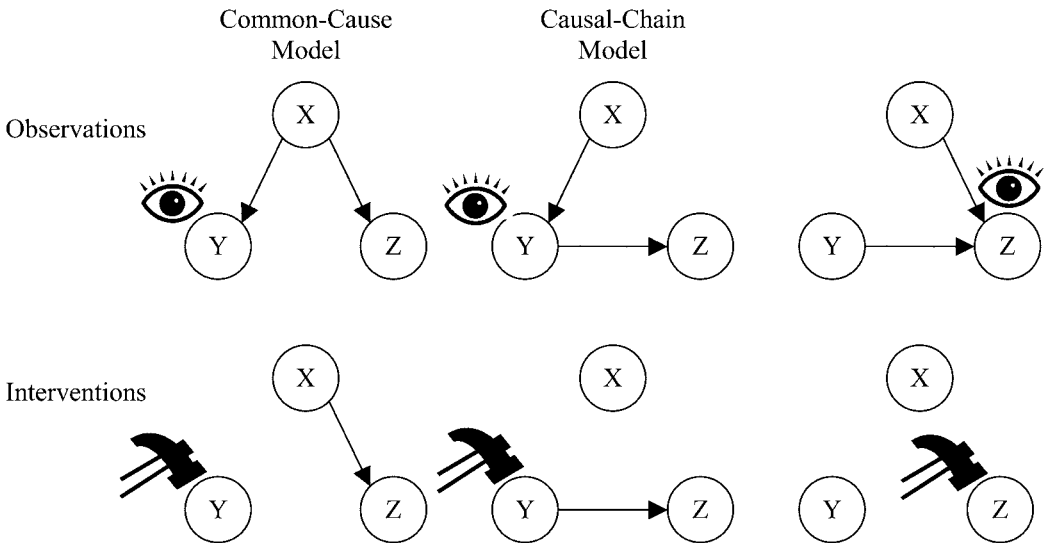 Common-Cause
Model
Causal-Chain
Model
Observations
X
X
X
Y
Z
Y
Z
Y
Z
Interventions
X
X
X
Y
Z
Y
Z
Y
Z